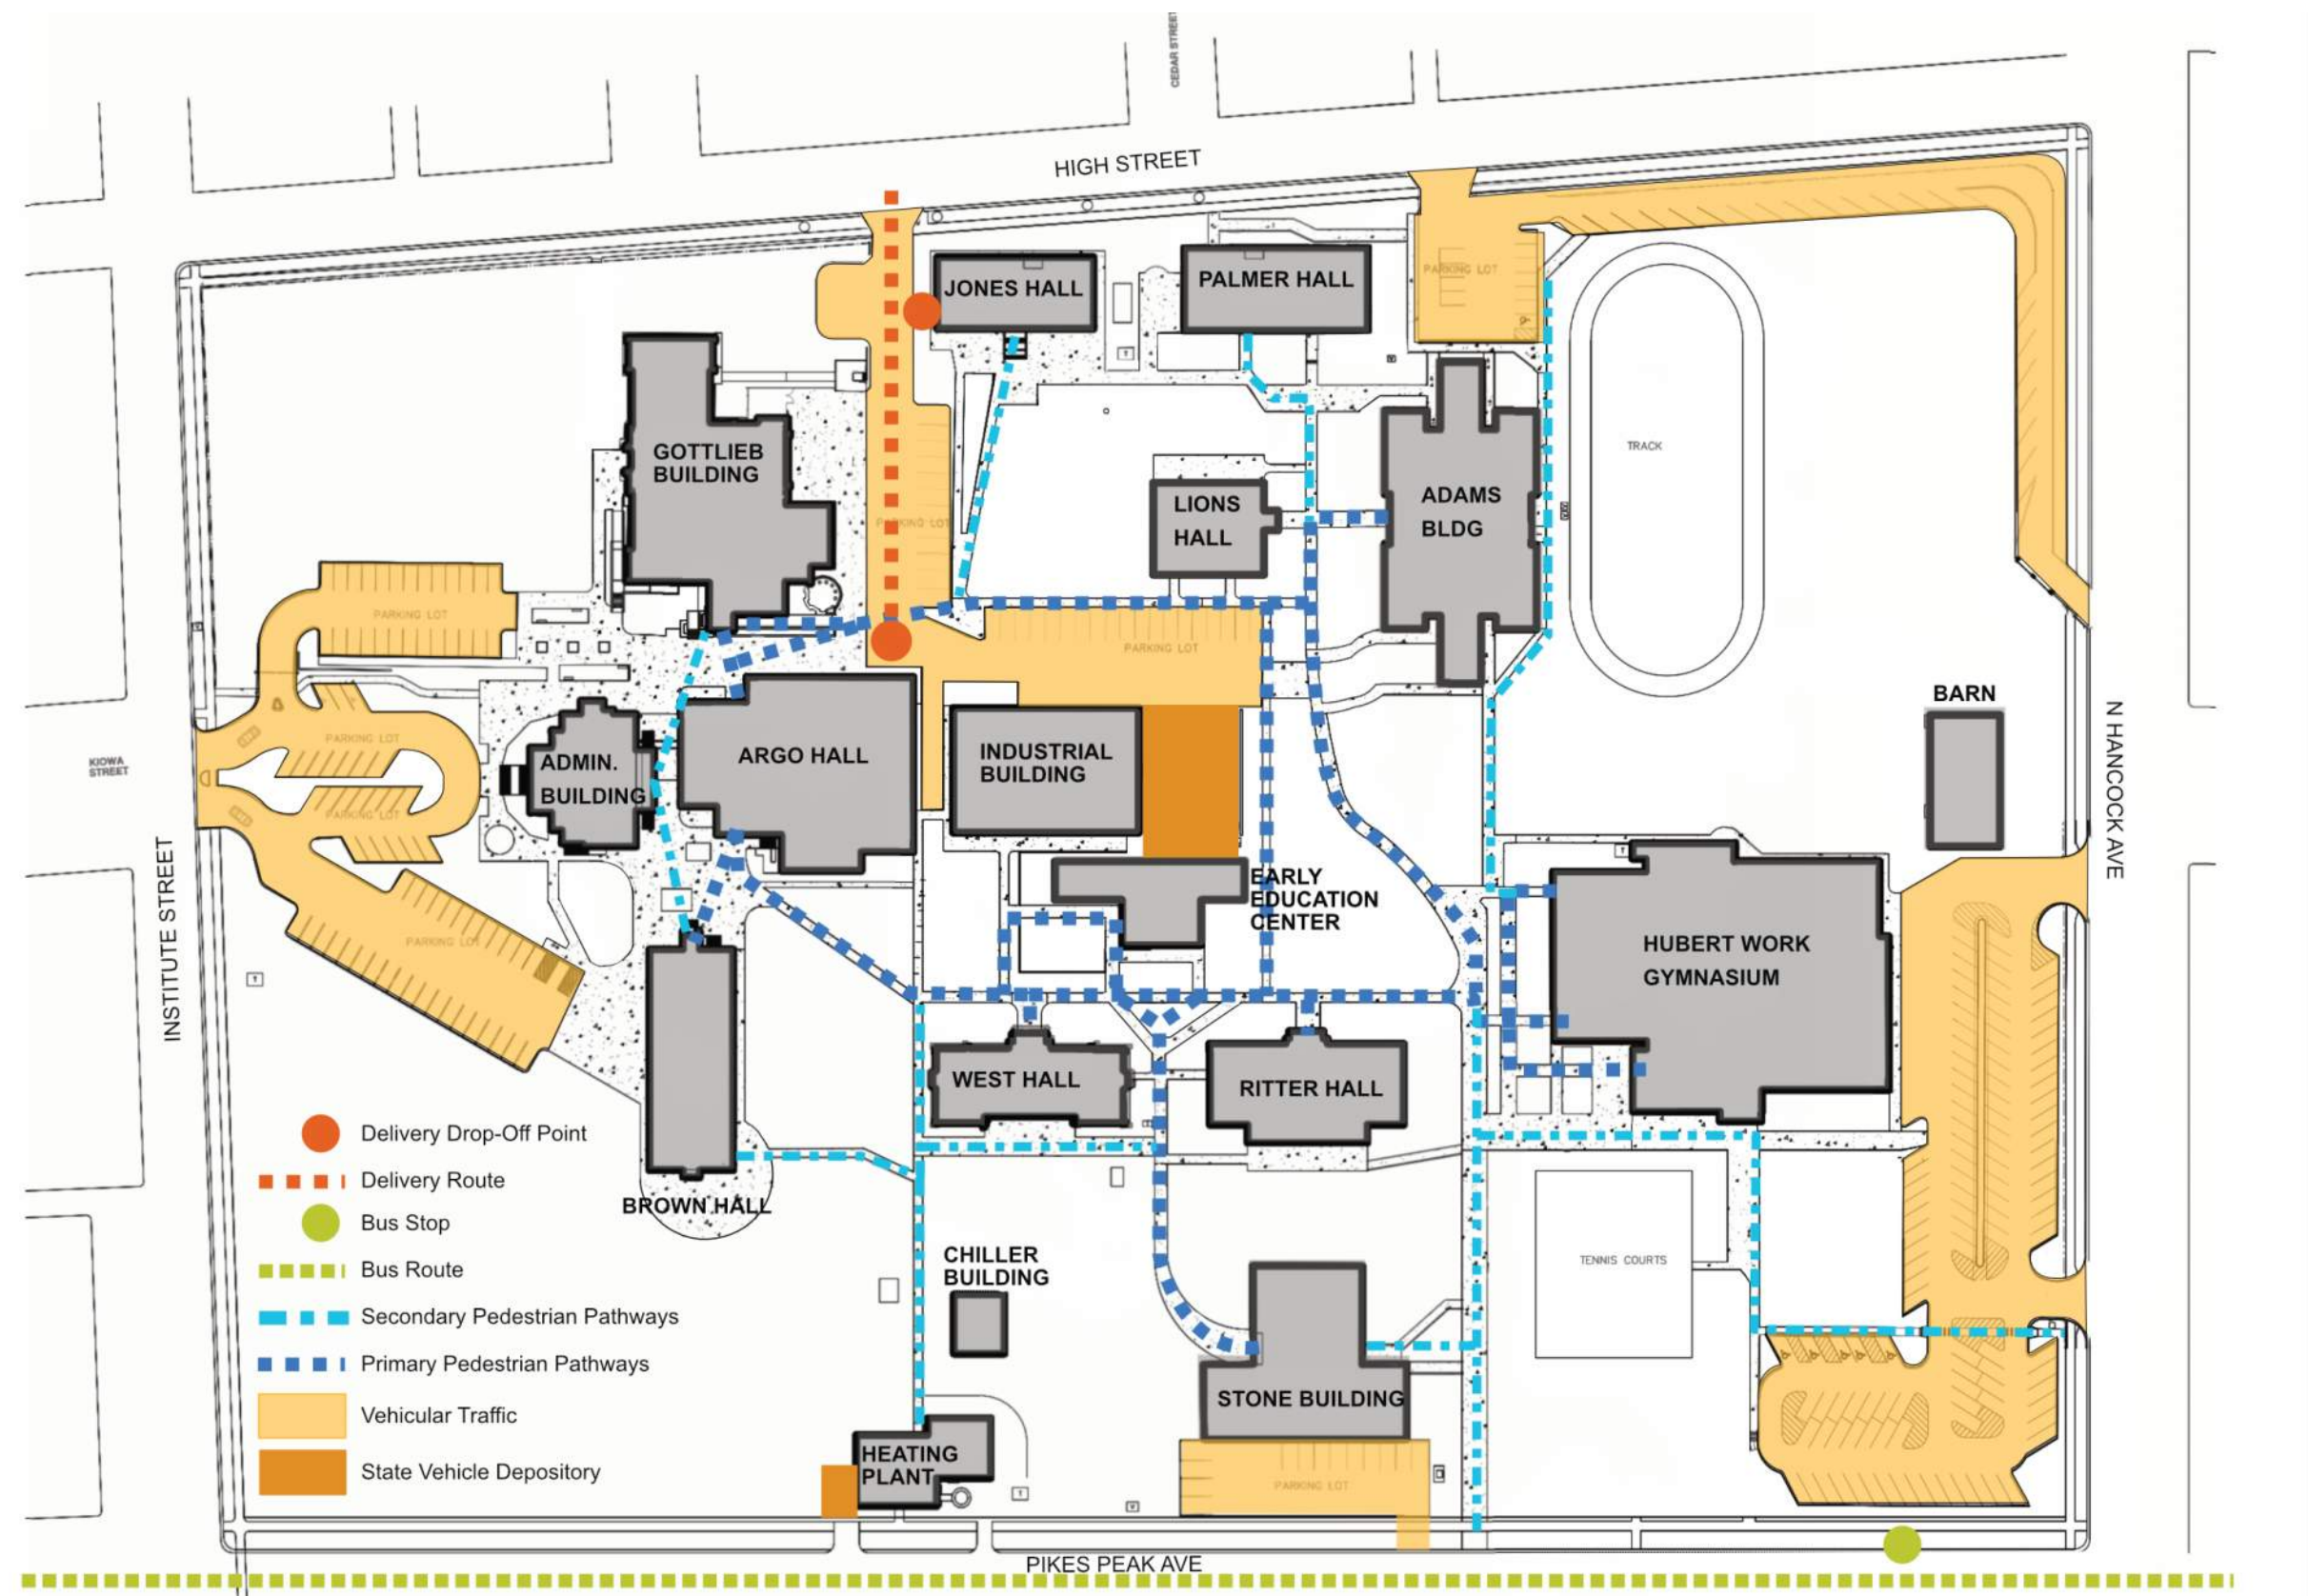 CEDAR STREET
HIGH STREET
JONES HALL
PALMER HALL
PARKING LOT
GOTTLIEB
BUILDING
TRACK
LIONS
HALL
ADAMS
BLDG
PARKING LOT
PARKING LOT
PARKING LOT
BARN
N HANCOCK AVE
KIOWA
STREET
PARKING LOT
ADMIN.
BUILDING
ARGO HALL
INDUSTRIAL
BUILDING
PARKING LOT
EARLY
EDUCATION
CENTER
INSTITUTE STREET
PARKING LOT
HUBERT WORK
GYMNASIUM
WEST HALL
RITTER HALL
BROWN HALL
CHILLER
BUILDING
TENNIS COURTS
STONE BUILDING
HEATING
PLANT
PARKING LOT
Delivery Drop-Off Point
Delivery Route
Bus Stop
Bus Route
Secondary Pedestrian Pathways
Primary Pedestrian Pathways
Vehicular Traffic
State Vehicle Depository
PIKES PEAK AVE